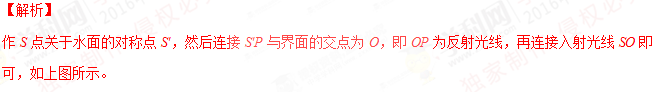 【解析】
作 S 点关于水面的对称点 S′，然后连接 S′P 与界面的交点为 O，即 OP 为反射光线，再连接入射光线 SO 即
可，如上图所示。